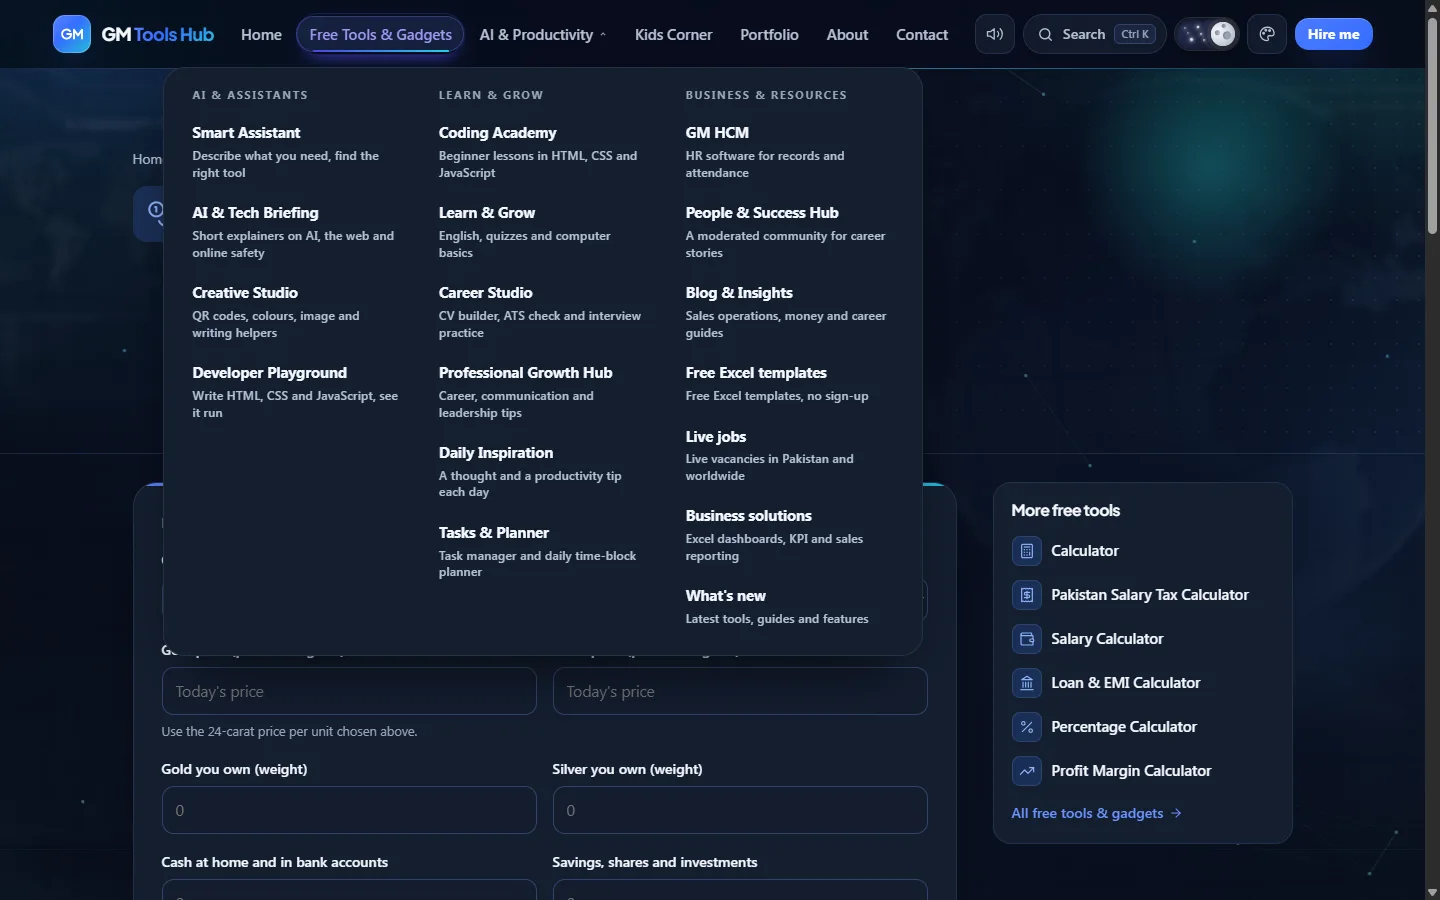 GM
GM Tools Hub
Home
Free Tools & Gadgets
AI & Productivity
Kids Corner
Portfolio
About
Contact
Search
Ctrl K
Hire me
AI & ASSISTANTS
Smart Assistant
Describe what you need, find the
right tool
AI & Tech Briefing
Short explainers on AI, the web and
online safety
Creative Studio
QR codes, colours, image and
writing helpers
Developer Playground
Write HTML, CSS and JavaScript, see
it run
LEARN & GROW
Coding Academy
Beginner lessons in HTML, CSS and
JavaScript
Learn & Grow
English, quizzes and computer
basics
Career Studio
CV builder, ATS check and interview
practice
Professional Growth Hub
Career, communication and
leadership tips
Daily Inspiration
A thought and a productivity tip
each day
Tasks & Planner
Task manager and daily time-block
planner
BUSINESS & RESOURCES
GM HCM
HR software for records and
attendance
People & Success Hub
A moderated community for career
stories
Blog & Insights
Sales operations, money and career
guides
Free Excel templates
Free Excel templates, no sign-up
Live jobs
Live vacancies in Pakistan and
worldwide
Business solutions
Excel dashboards, KPI and sales
reporting
What's new
Latest tools, guides and features
Today's price
Today's price
Use the 24-carat price per unit chosen above.
Gold you own (weight)
Silver you own (weight)
0
0
Cash at home and in bank accounts
Savings, shares and investments
More free tools
Calculator
Pakistan Salary Tax Calculator
Salary Calculator
Loan & EMI Calculator
Percentage Calculator
Profit Margin Calculator
All free tools & gadgets →